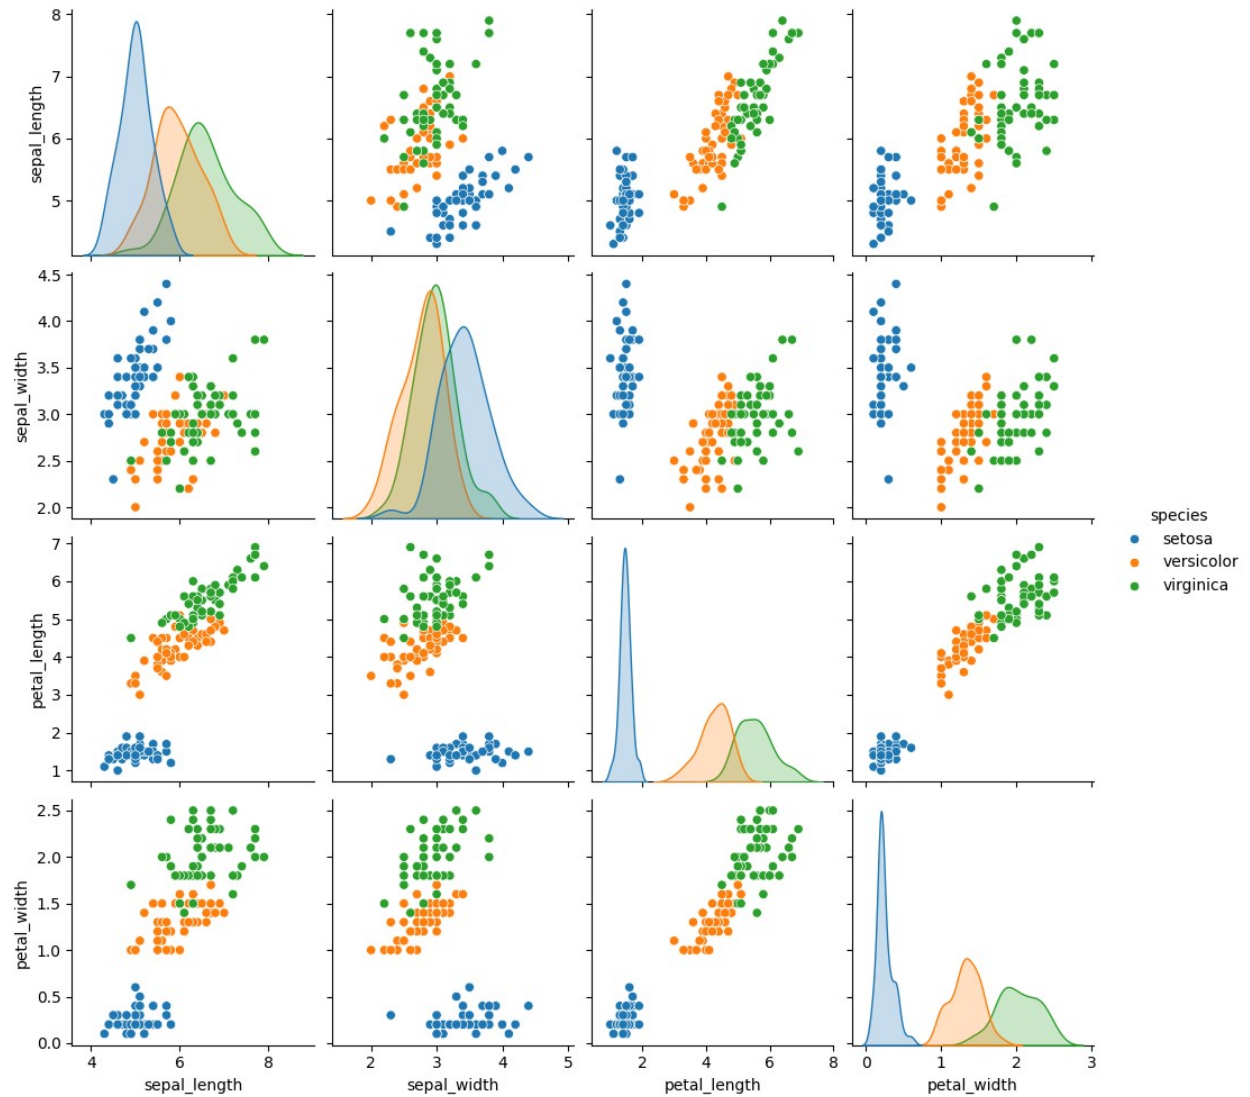 8
7
6
5
sepal_length
4.5
4.0
3.5
3.0
2.5
2.0
sepal_width
species
setosa
versicolor
virginica
7
6
5
4
3
2
1
petal_length
2.5
2.0
1.5
1.0
0.5
0.0
petal_width
4 6 8 2 3 4 5 2 4 6 8 0 1 2 3
sepal_length sepal_width petal_length petal_width